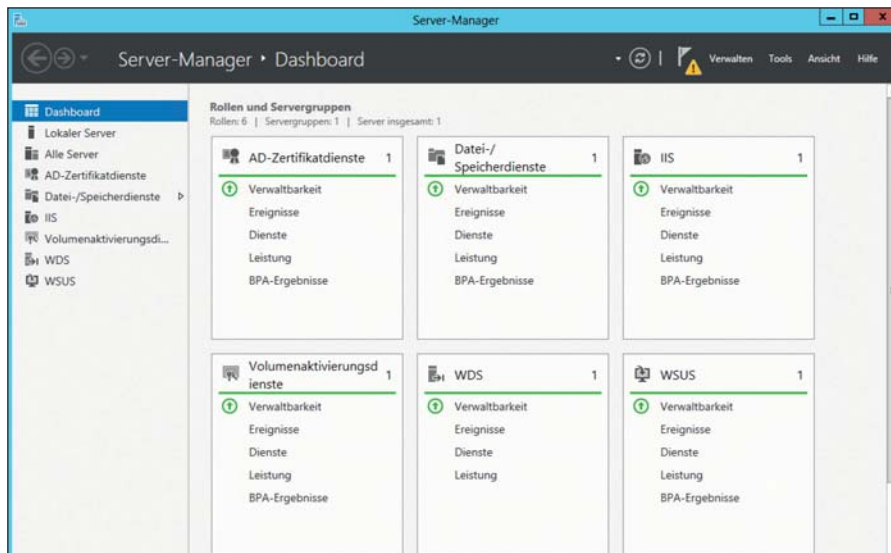 Server-Manager
Server-Manager • Dashboard
Verwalten Tools Ansicht Hilfe
Dashboard
Lokaler Server
Alle Server
AD-Zertifikatdienste
Datei-/Speicherdienste
IIS
Volumenaktivierungsdi...
WDS
WSUS
Rollen und Servergruppen
Rollen: 6 | Servergruppen: 1 | Server insgesamt: 1
AD-Zertifikatdienste 1
Verwaltbarkeit
Ereignisse
Dienste
Leistung
BPA-Ergebnisse
Datei-/
Speicherdienste 1
Verwaltbarkeit
Ereignisse
Dienste
Leistung
BPA-Ergebnisse
IIS 1
Verwaltbarkeit
Ereignisse
Dienste
Leistung
BPA-Ergebnisse
Volumenaktivierungsd
ienste 1
Verwaltbarkeit
Ereignisse
Dienste
Leistung
BPA-Ergebnisse
WDS 1
Verwaltbarkeit
Ereignisse
Dienste
Leistung
WSUS 1
Verwaltbarkeit
Ereignisse
Dienste
Leistung
BPA-Ergebnisse